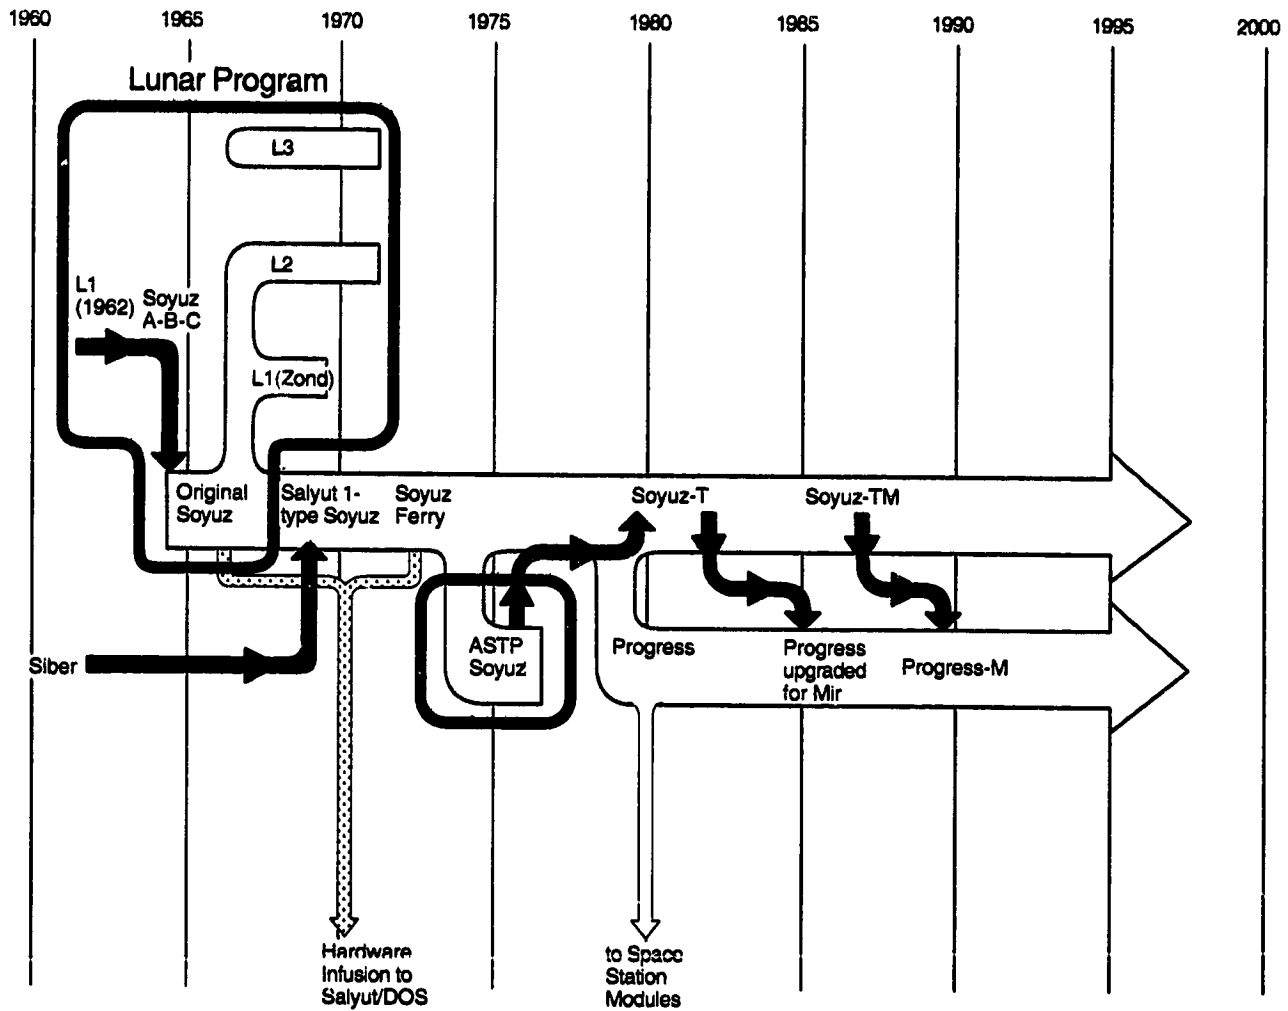 1960 1965 1970 1975 1980 1985 1990 1995 2000
Lunar Program
L3
L2
L1
(1962)
Soyuz
A-B-C
L1(Zond)
Original
Soyuz
Salyut 1-
type Soyuz
Soyuz
Ferry
Soyuz-T
Soyuz-TM
Siber
ASTP
Soyuz
Progress
Progress
upgraded
for Mir
Progress-M
Hardware
Infusion to
Salyut/DOS
to Space
Station
Modules